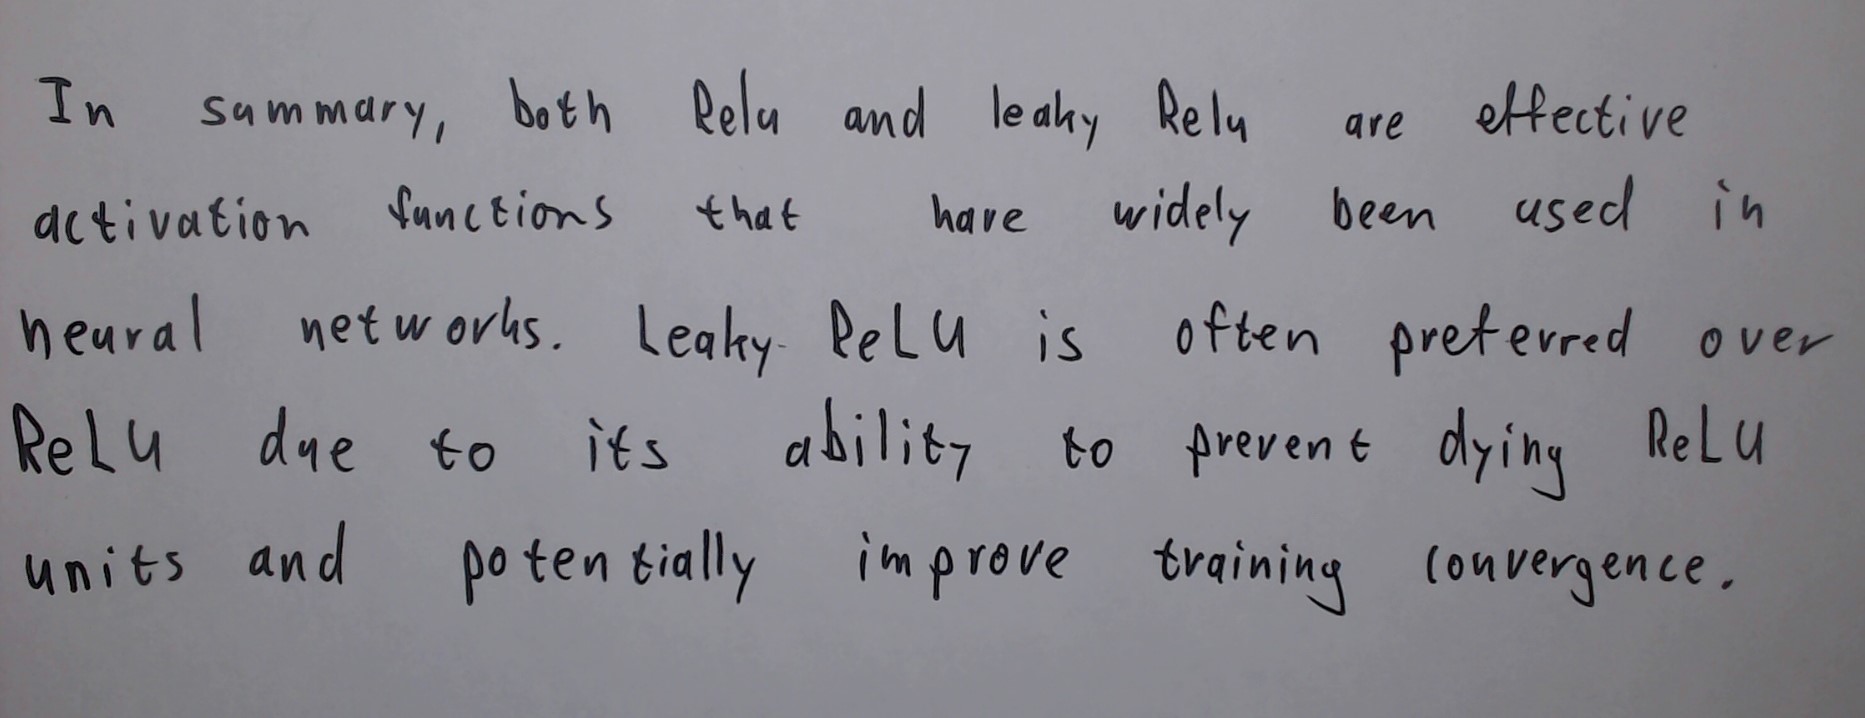 In summary, both Relu and leaky Relu are effective
activation functions that have widely been used in
neural networks. Leaky ReLU is often preferred over
ReLU due to its ability to prevent dying ReLU
units and potentially improve training convergence.